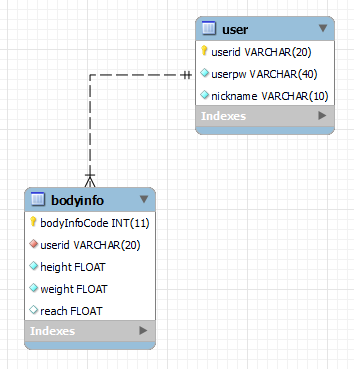 user
userid VARCHAR(20)
userpw VARCHAR(40)
nickname VARCHAR(10)
Indexes
bodyinfo
bodyInfoCode INT(11)
userid VARCHAR(20)
height FLOAT
weight FLOAT
reach FLOAT
Indexes